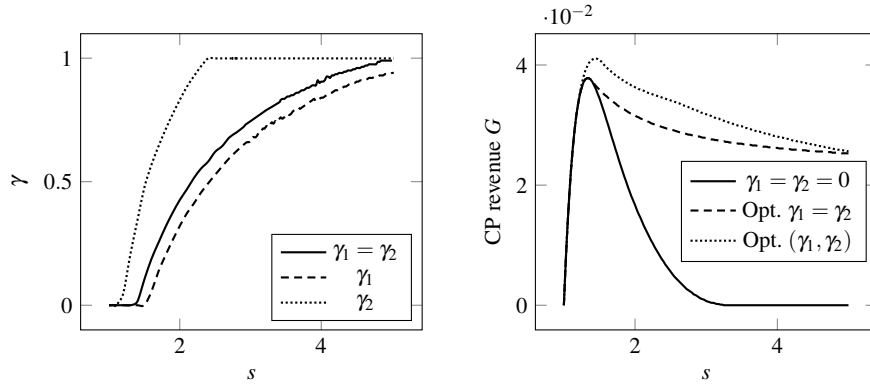 1
0.5
0
γ
2
4
s
γ₁ = γ₂
γ₁
γ₂
·10⁻²
4
2
0
CP revenue G
2
4
s
γ₁ = γ₂ = 0
Opt. γ₁ = γ₂
Opt. (γ₁, γ₂)